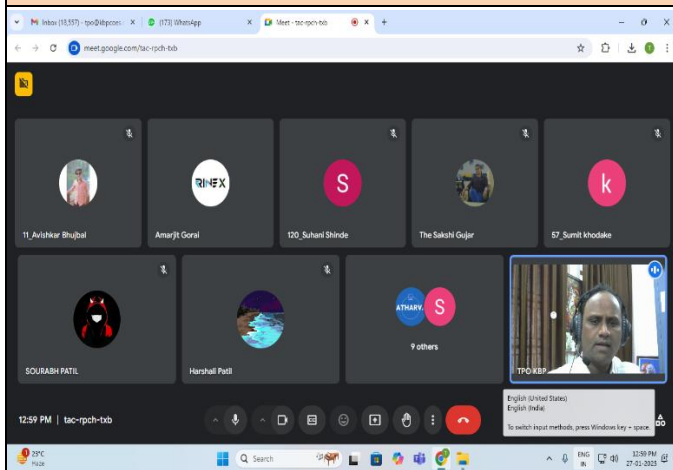 Inbox (18,557) - tpo@kbpcoes.
(173) WhatsApp
Meet - tac-rpch-txb
meet.google.com/tac-rpch-txb
11_Avishkar Bhujbal
RINEX
Amarjit Gorai
S
120_Suhani Shinde
The Sakshi Gujar
k
57_Sumit khodake
SOURABH PATIL
Harshali Patil
ATHARV.
S
9 others
TPO KBP
12:59 PM | tac-rpch-txb
English (United States)
English (India)
To switch input methods, press Windows key + space.
23°C
Haze
Search
ENG
IN
12:59 PM
27-01-2025